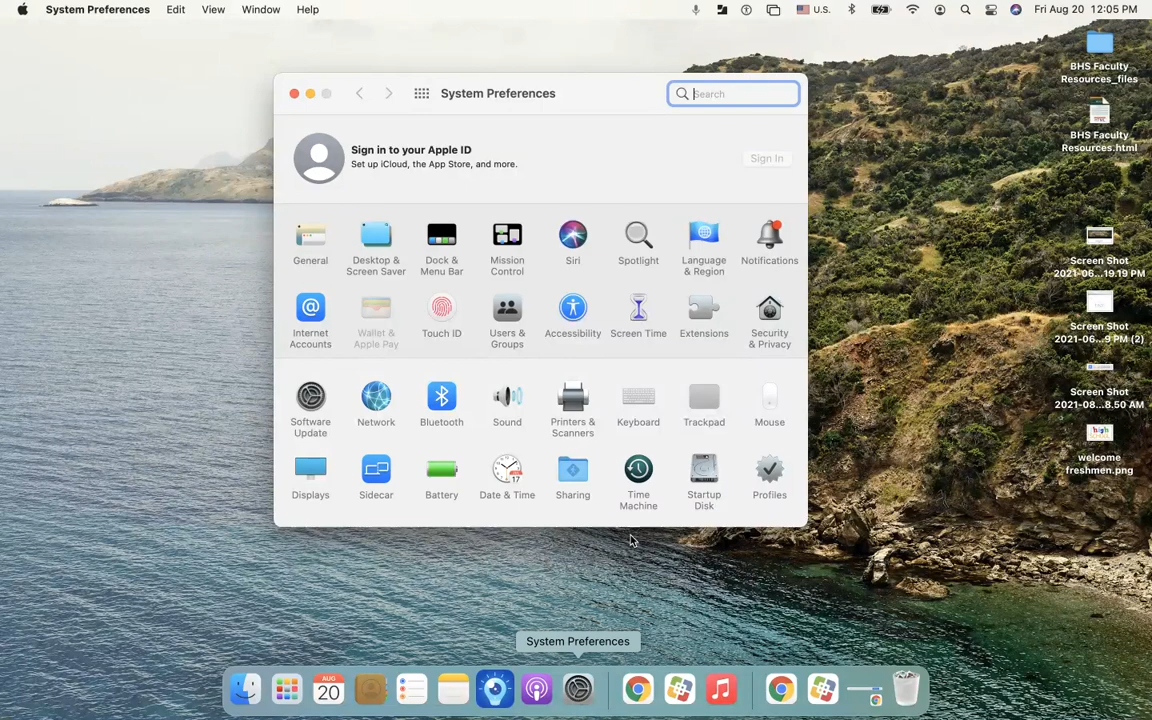 System Preferences Edit View Window Help
U.S. Fri Aug 20 12:05 PM
System Preferences
Search
Sign in to your Apple ID
Set up iCloud, the App Store, and more.
Sign In
General
Desktop &
Screen Saver
Dock &
Menu Bar
Mission
Control
Siri
Spotlight
Language
& Region
Notifications
Internet
Accounts
Wallet &
Apple Pay
Touch ID
Users &
Groups
Accessibility
Screen Time
Extensions
Security
& Privacy
Software
Update
Network
Bluetooth
Sound
Printers &
Scanners
Keyboard
Trackpad
Mouse
Displays
Sidecar
Battery
Date & Time
Sharing
Time
Machine
Startup
Disk
Profiles
BHS Faculty
Resources_files
BHS Faculty
Resources.html
Screen Shot
2021-06...19.19 PM
Screen Shot
2021-06...9 PM (2)
Screen Shot
2021-08...8.50 AM
high
welcome
freshmen.png
System Preferences
AUG
20